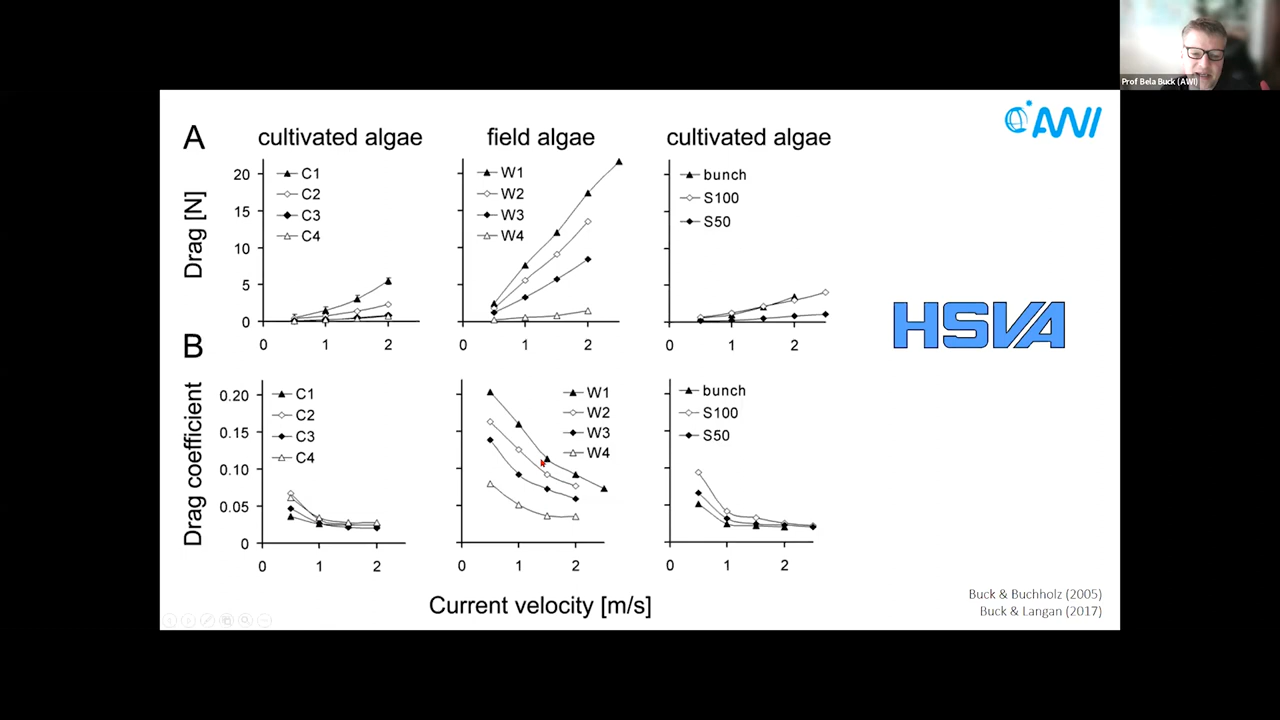 Prof Bela Buck (AWI)
AWI
A
cultivated algae
field algae
cultivated algae
Drag [N]
20
15
10
5
0
C1
C2
C3
C4
0 1 2
W1
W2
W3
W4
0 1 2
bunch
S100
S50
0 1 2
HSVA
B
Drag coefficient
0.20
0.15
0.10
0.05
0
C1
C2
C3
C4
0 1 2
W1
W2
W3
W4
0 1 2
bunch
S100
S50
0 1 2
Current velocity [m/s]
Buck & Buchholz (2005)
Buck & Langan (2017)